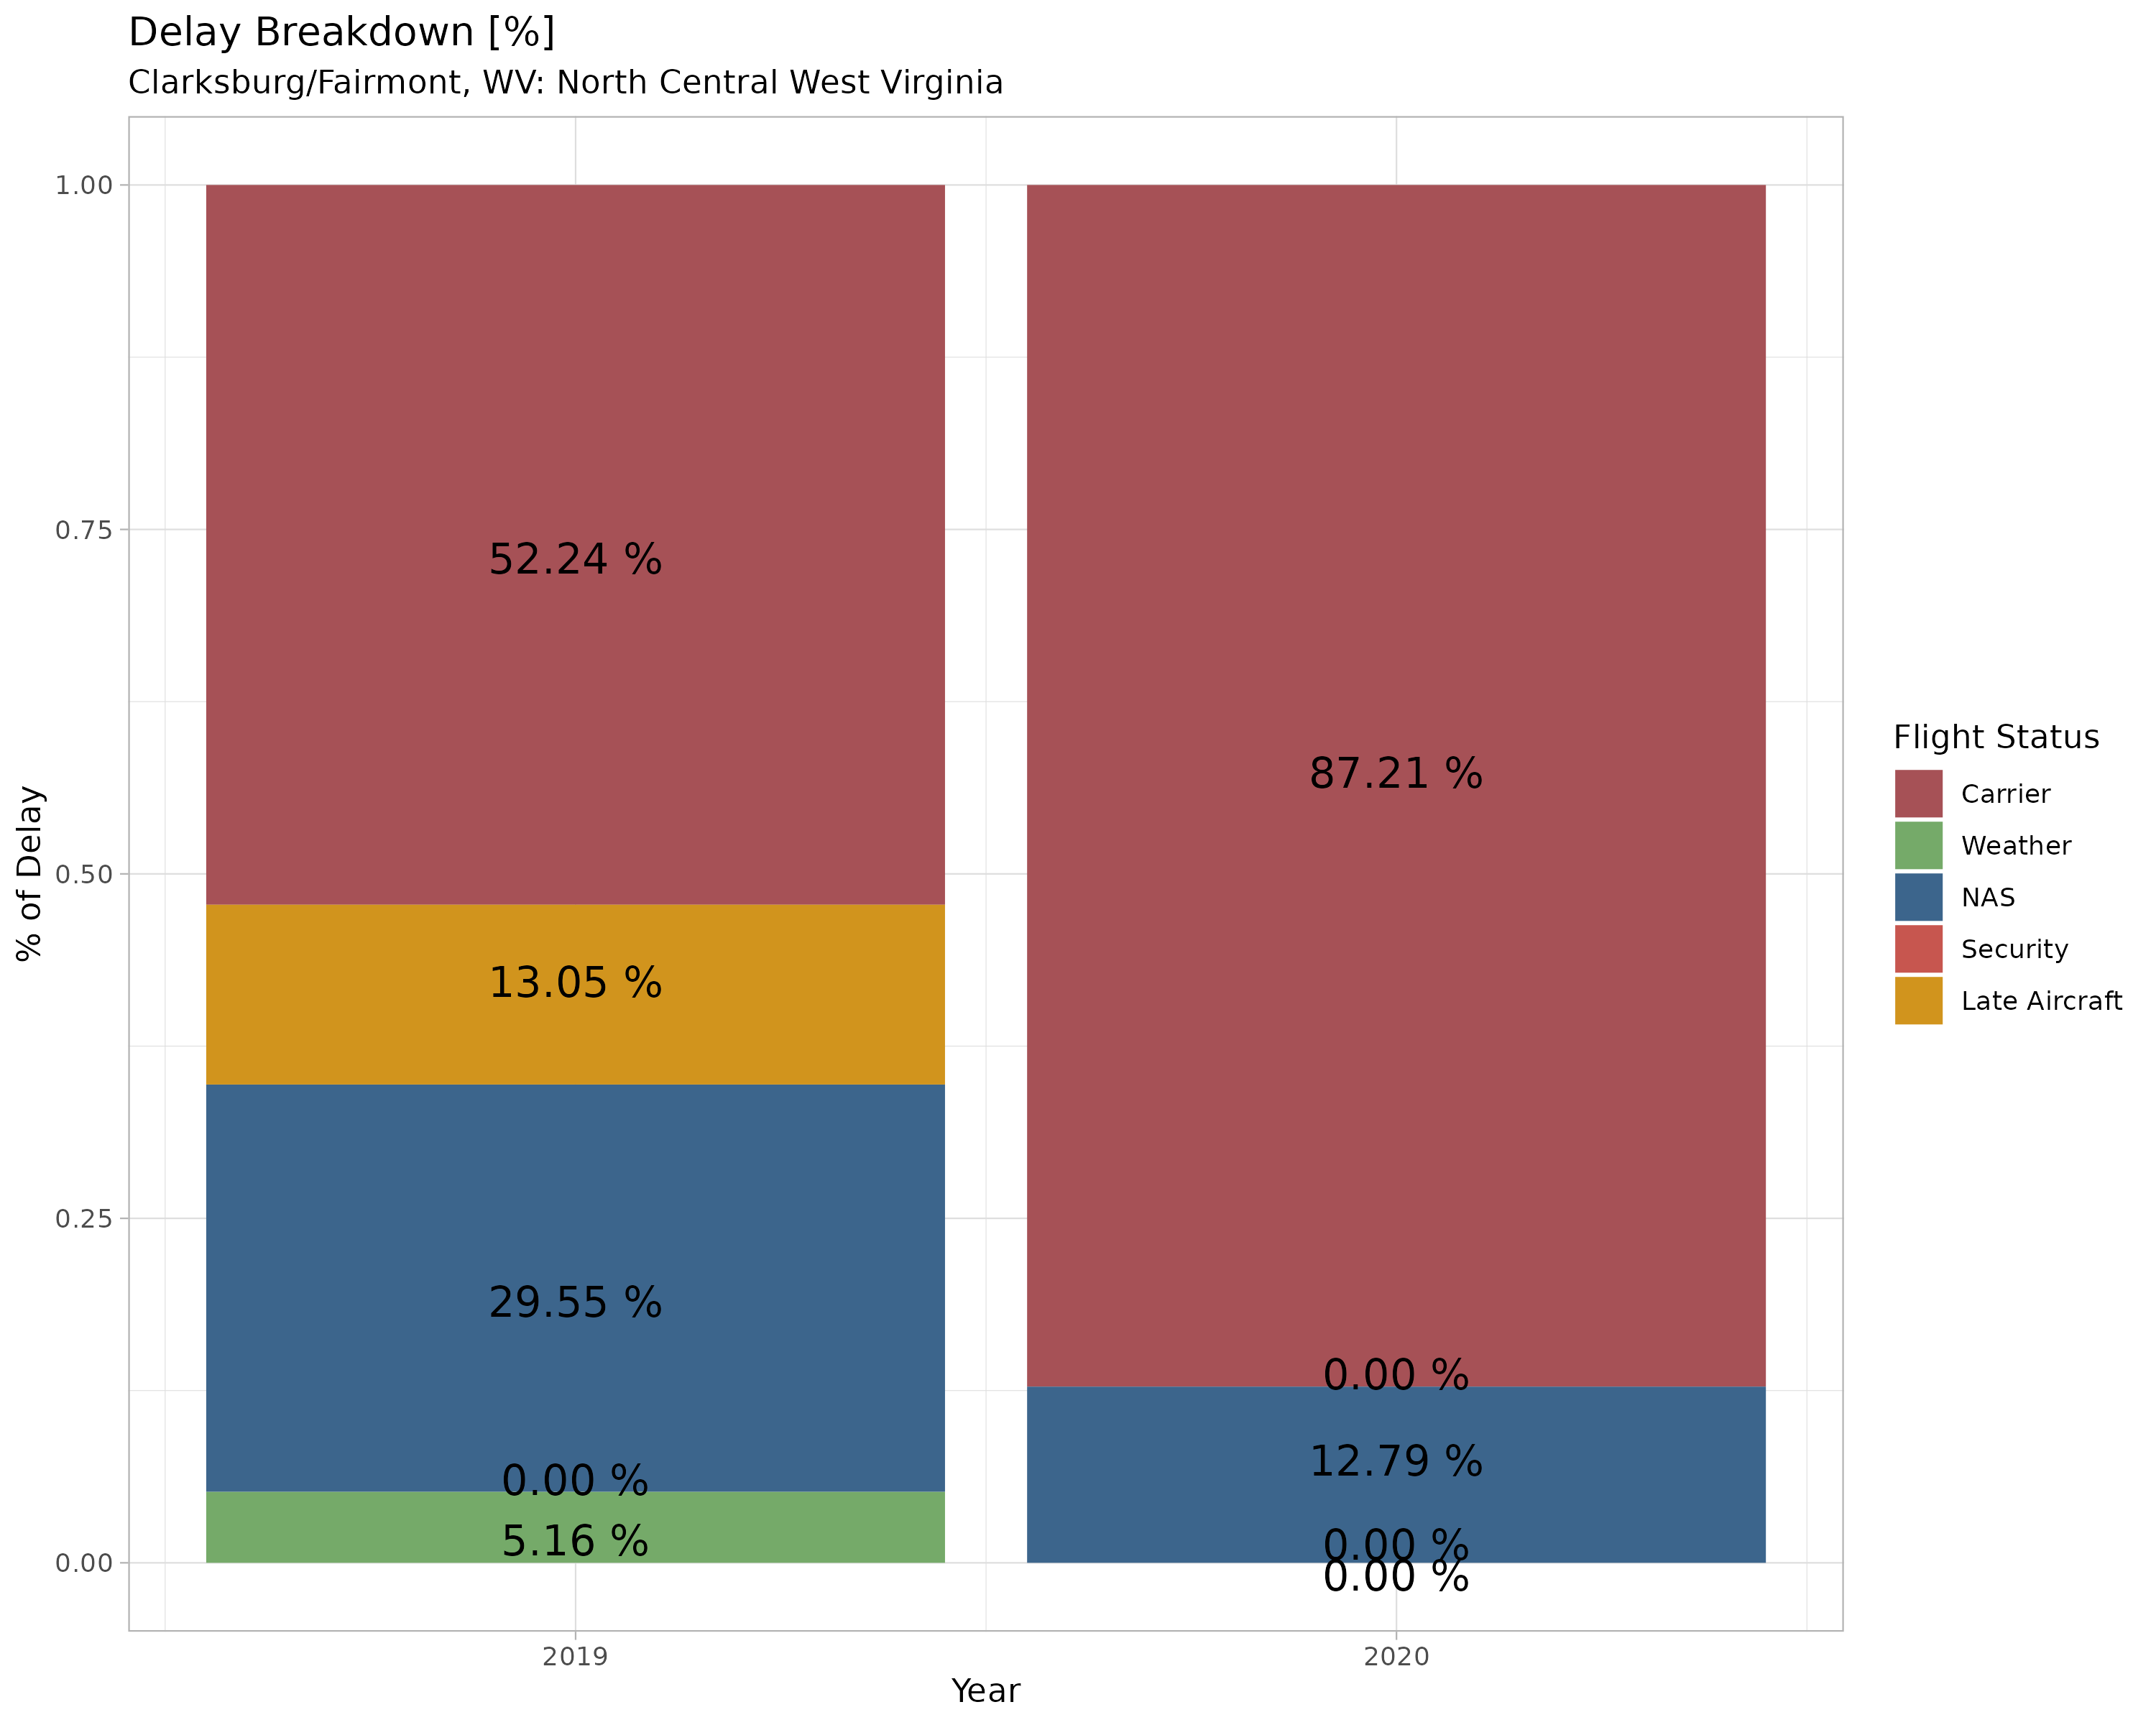 Delay Breakdown [%]
Clarksburg/Fairmont, WV: North Central West Virginia
% of Delay
1.00
0.75
0.50
0.25
0.00
52.24 %
13.05 %
29.55 %
0.00 %
5.16 %
87.21 %
0.00 %
12.79 %
0.00 %
0.00 %
2019
2020
Year
Flight Status
Carrier
Weather
NAS
Security
Late Aircraft